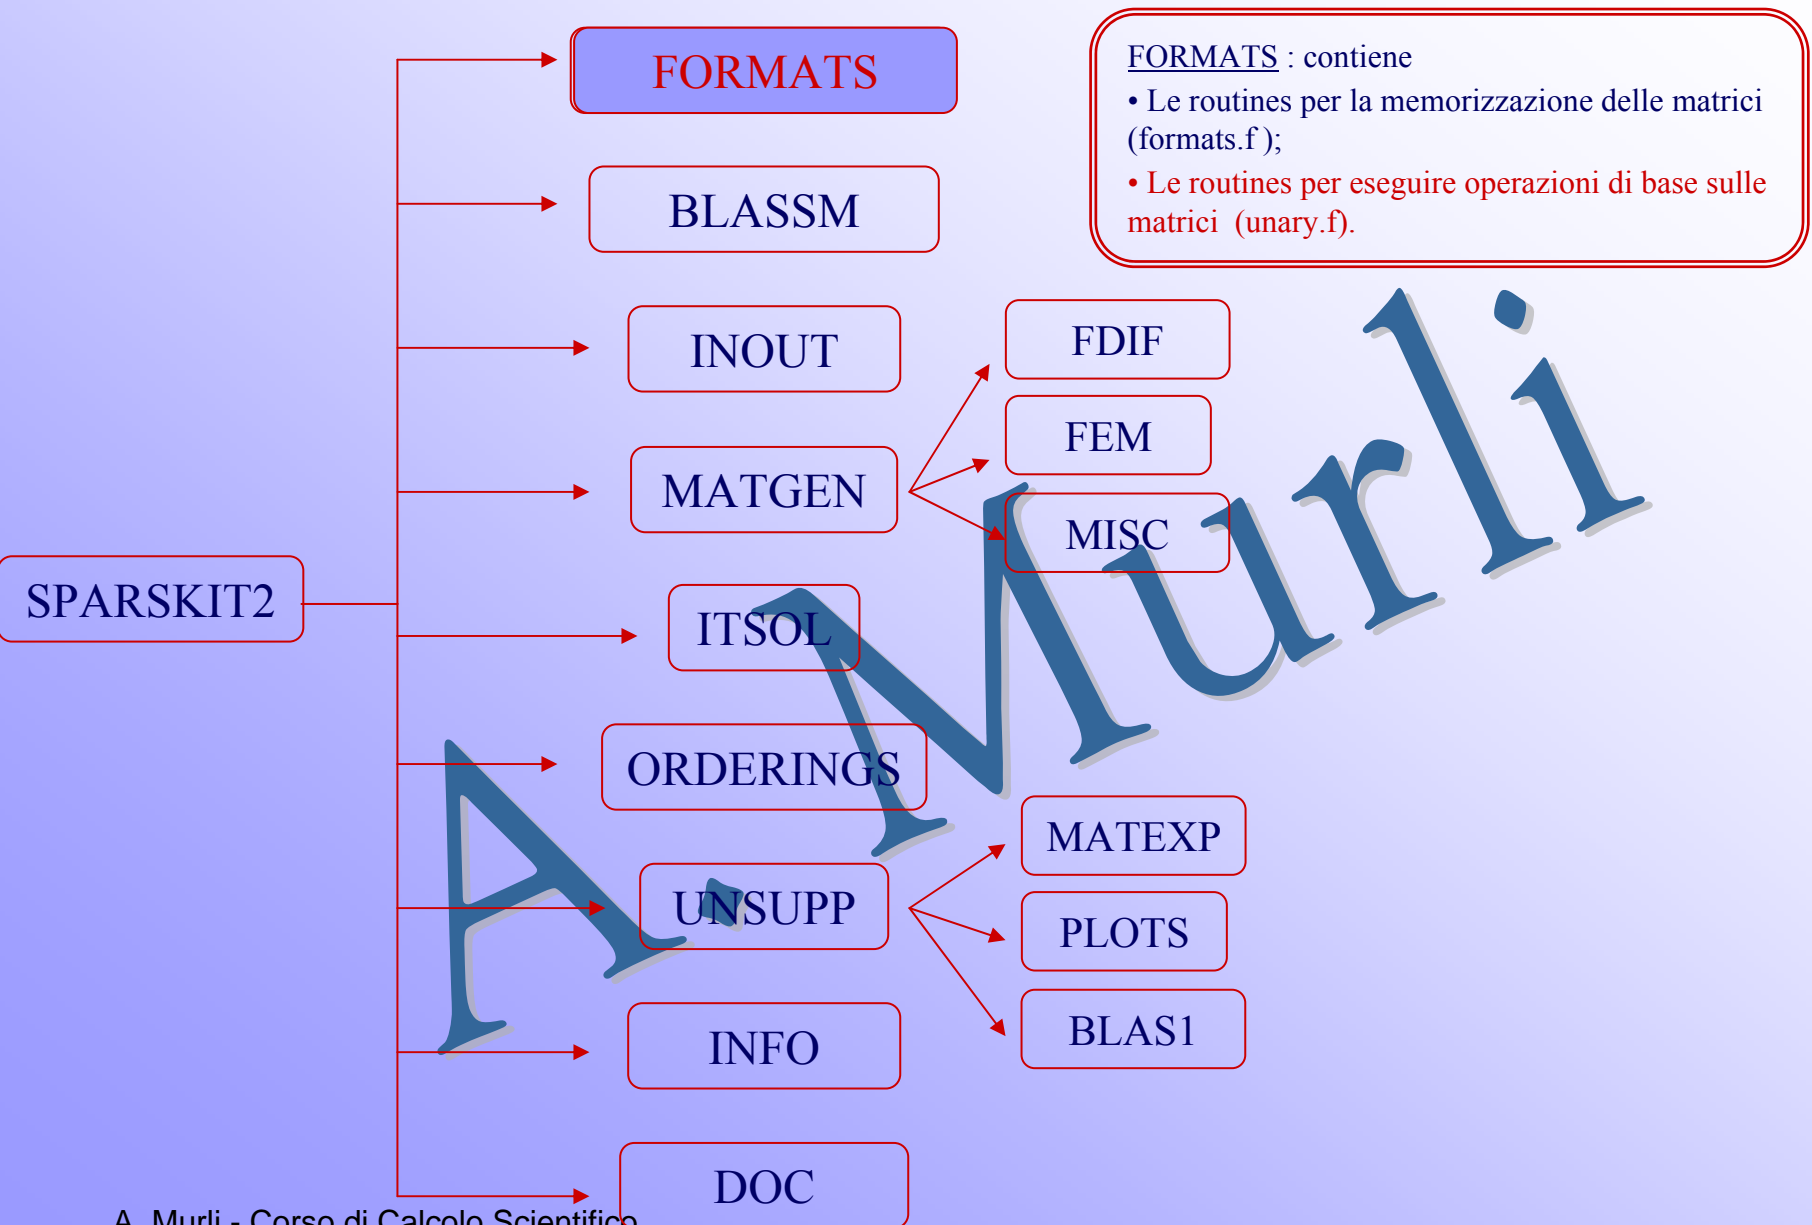 FORMATS
FORMATS : contiene
• Le routines per la memorizzazione delle matrici
(formats.f );
• Le routines per eseguire operazioni di base sulle
matrici (unary.f).
BLASSM
INOUT
FDIF
FEM
MATGEN
MISC
SPARSKIT2
ITSOL
ORDERINGS
MATEXP
UNSUPP
PLOTS
BLAS1
INFO
DOC
A. Murli
A. Murli - Corso di Calcolo Scientifico